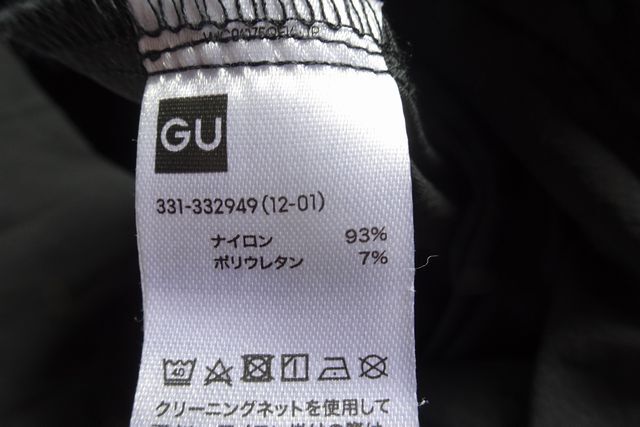 GU
331-332949(12-01)
ナイロン 93%
ポリウレタン 7%
40
クリーニングネットを使用して